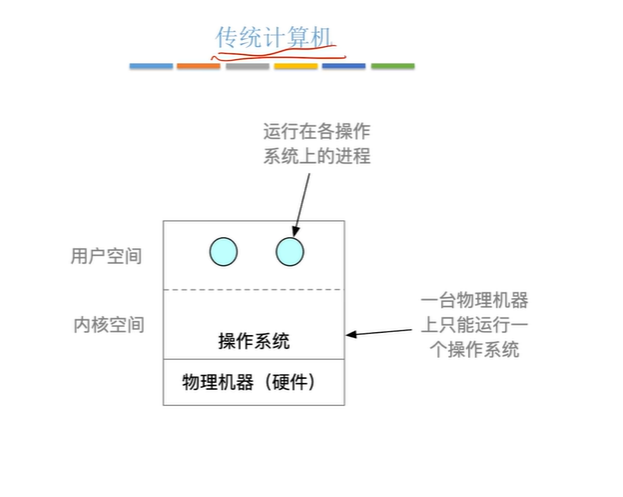 传统计算机
运行在各操作
系统上的进程
用户空间
内核空间
一台物理机器
上只能运行一
个操作系统
操作系统
物理机器（硬件）